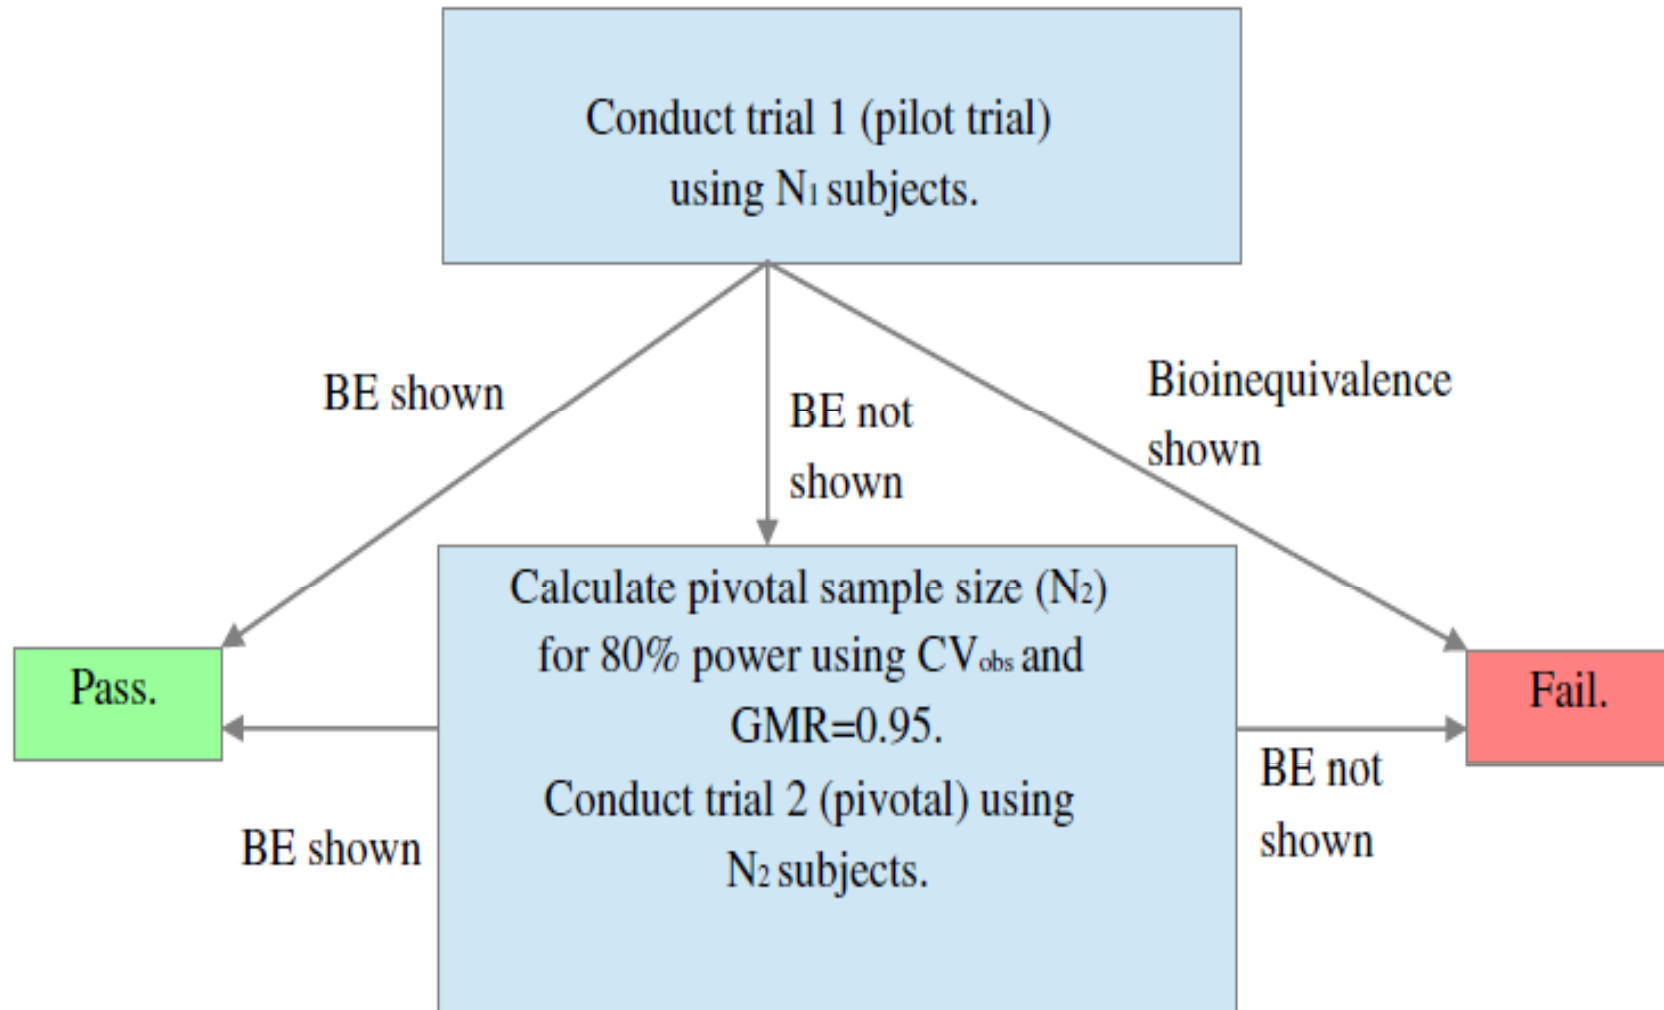 Conduct trial 1 (pilot trial)
using N1 subjects.
BE shown
BE not
shown
Bioinequivalence
shown
Calculate pivotal sample size (N2)
for 80% power using CVobs and
GMR=0.95.
Conduct trial 2 (pivotal) using
N2 subjects.
Pass.
Fail.
BE shown
BE not
shown